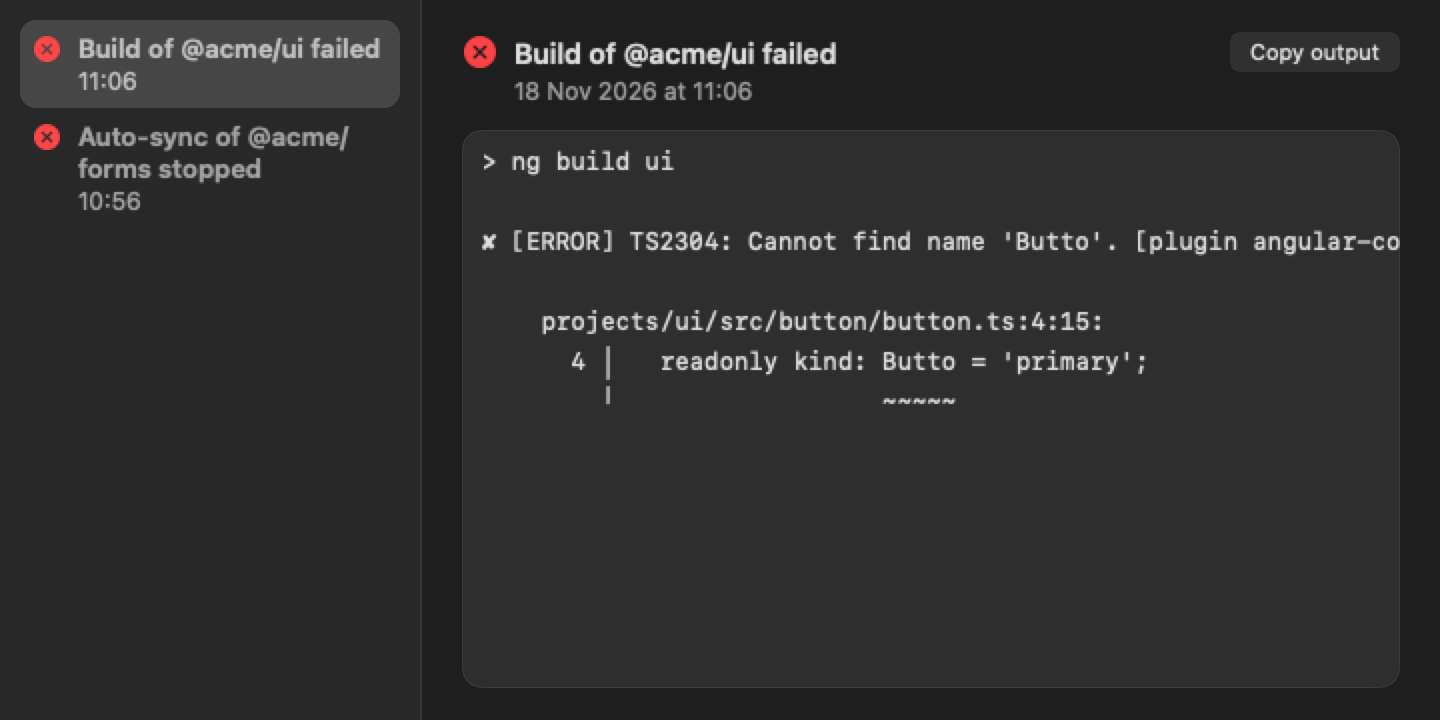 Build of @acme/ui failed
11:06
Auto-sync of @acme/
forms stopped
10:56
Build of @acme/ui failed
18 Nov 2026 at 11:06
Copy output
> ng build ui
✘ [ERROR] TS2304: Cannot find name 'Butto'. [plugin angular-co
projects/ui/src/button/button.ts:4:15:
4 │   readonly kind: Butto = 'primary';
╵                  ~~~~~